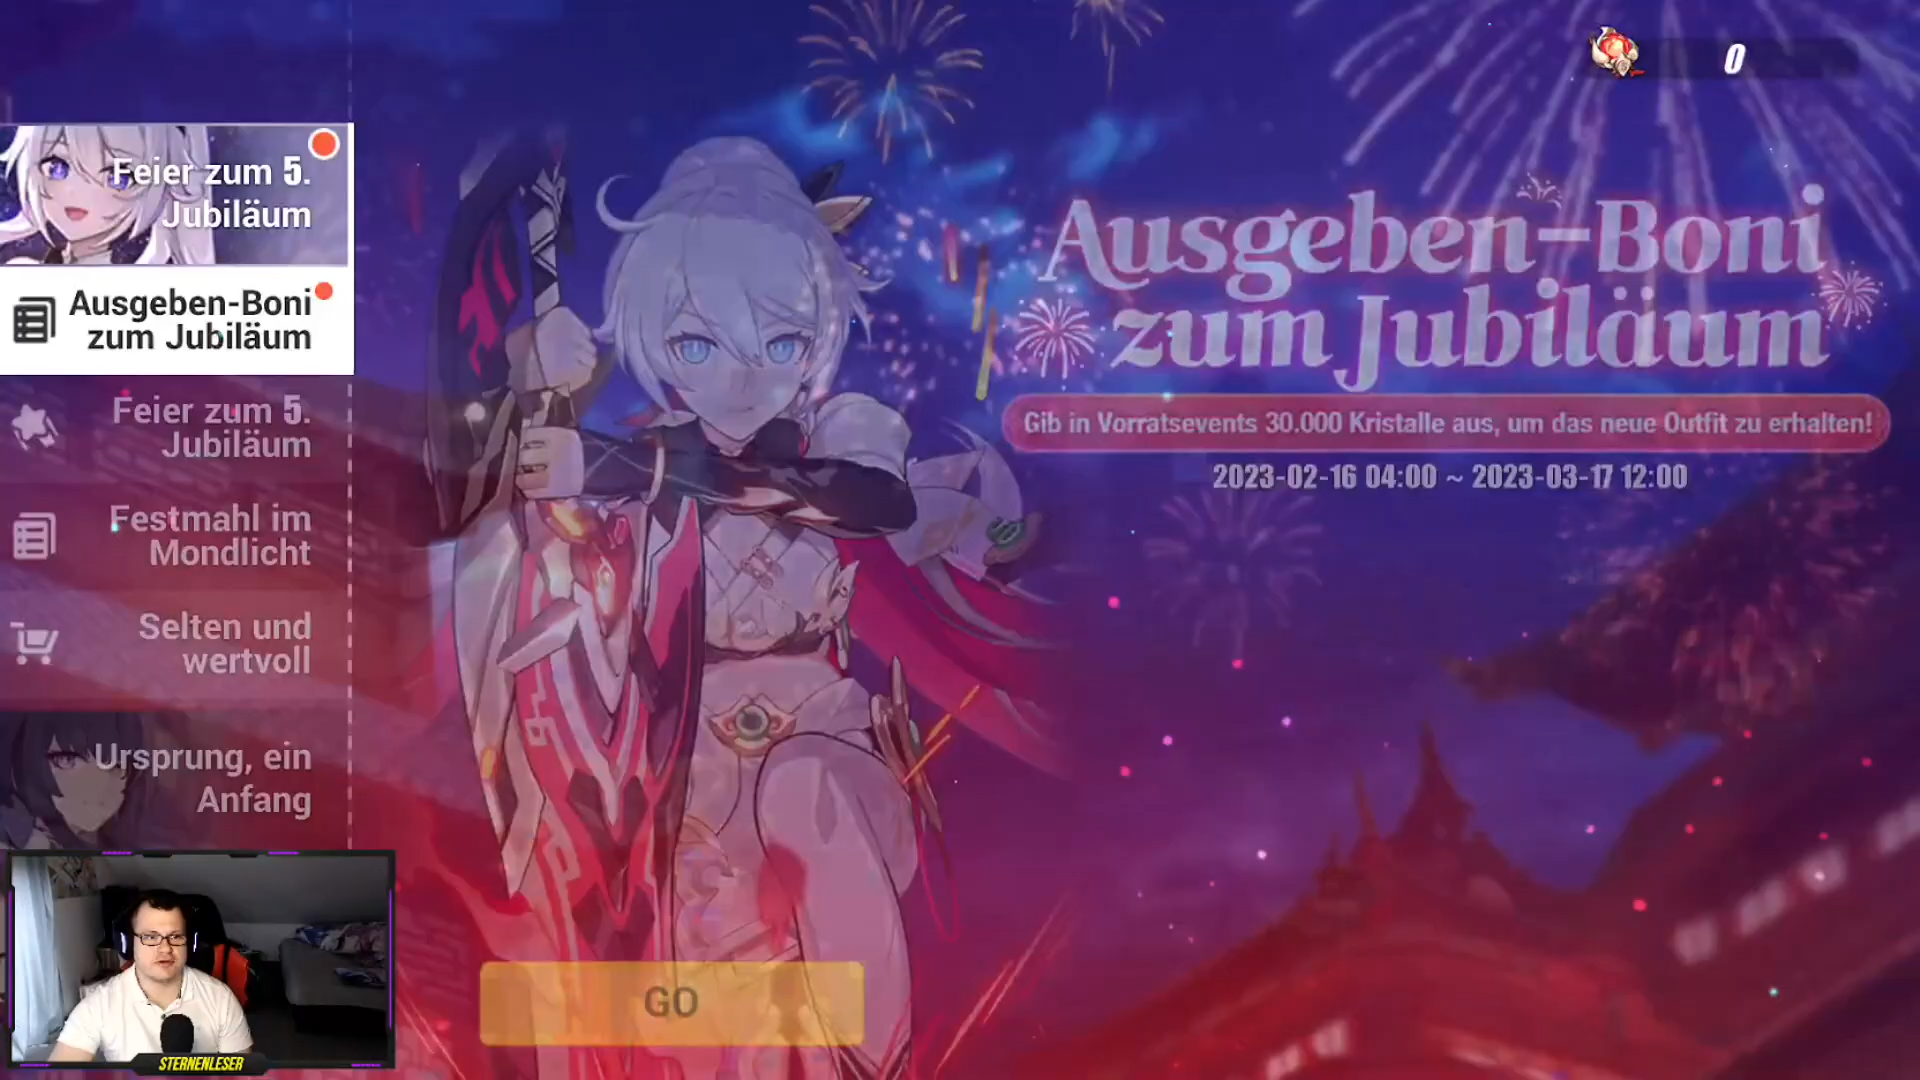 0
Feier zum 5.
Jubiläum
Ausgeben-Boni
zum Jubiläum
Feier zum 5.
Jubiläum
Festmahl im
Mondlicht
Selten und
wertvoll
Ursprung, ein
Anfang
Ausgeben-Boni
zum Jubiläum
Gib in Vorratsevents 30.000 Kristalle aus, um das neue Outfit zu erhalten!
2023-02-16 04:00 ~ 2023-03-17 12:00
GO
STERNENLESER